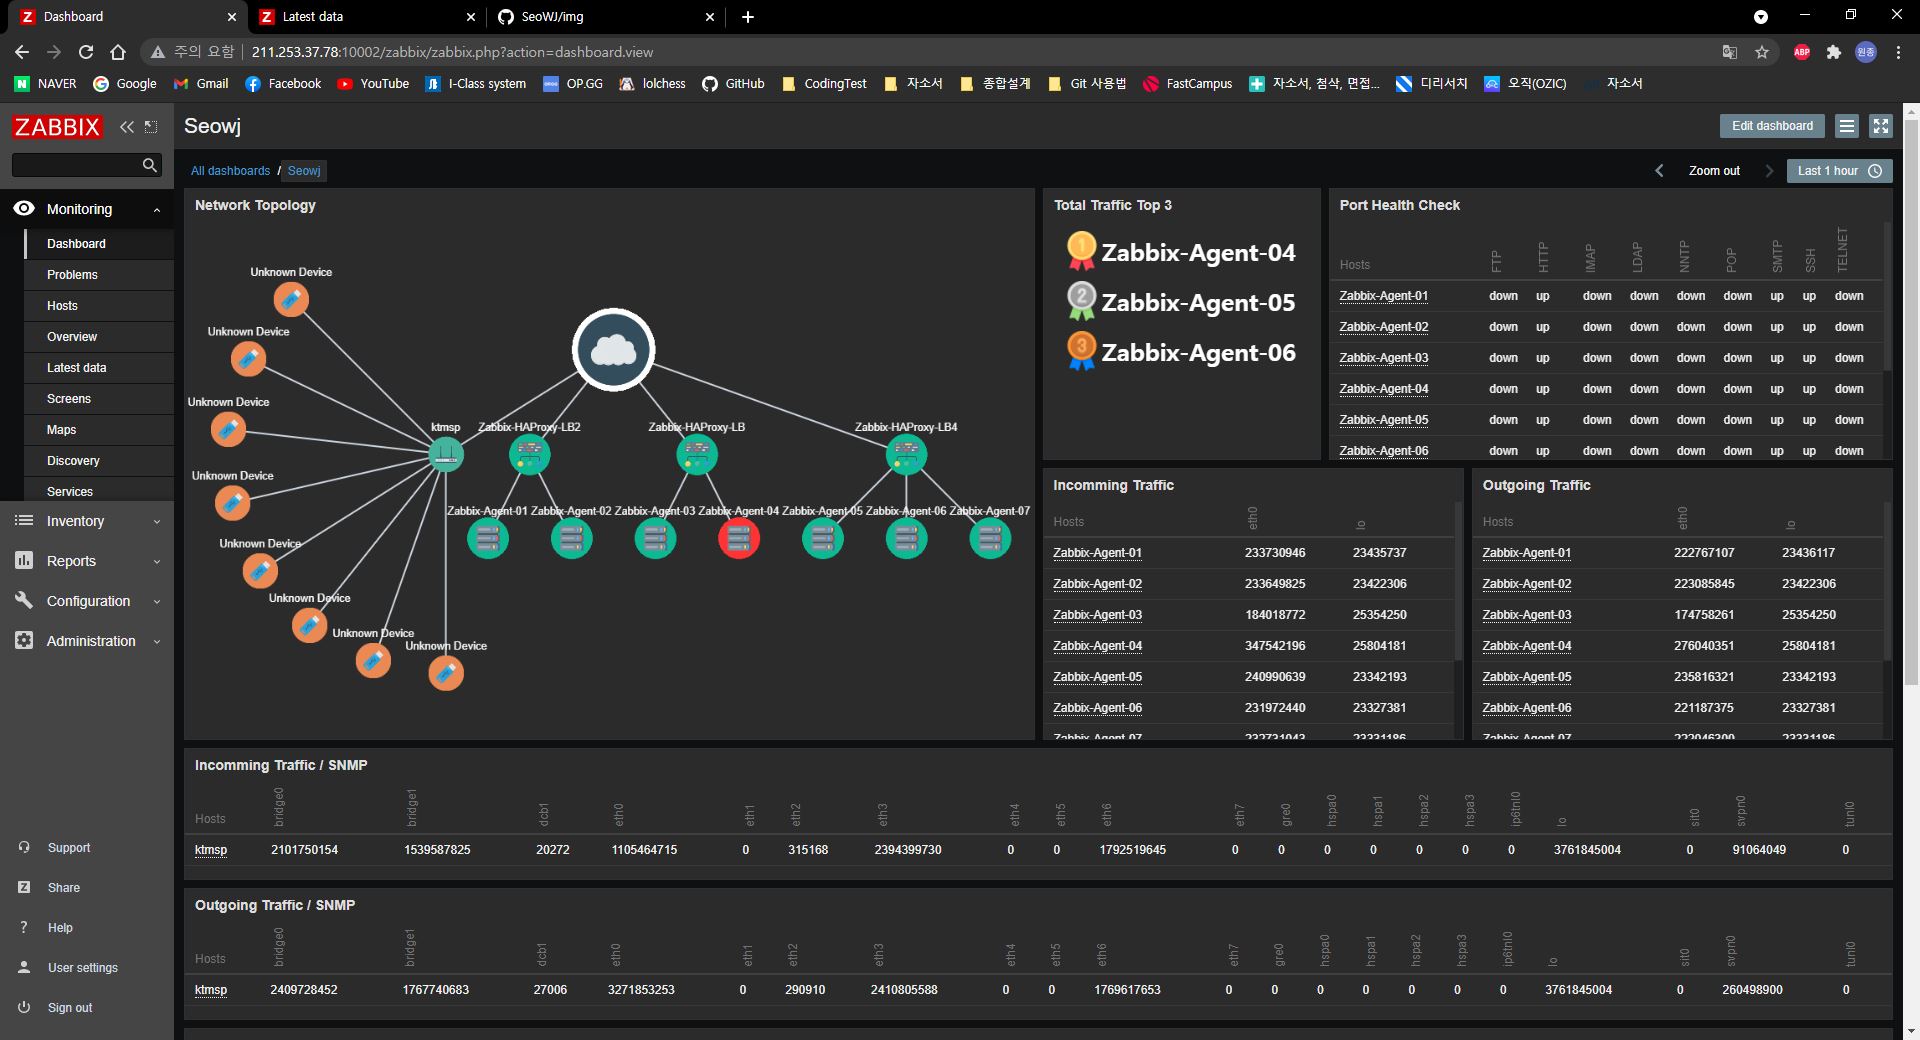 Dashboard
Latest data
SeoWJ/img
주의 요함 211.253.37.78:10002/zabbix/zabbix.php?action=dashboard.view
ABP
원종
NAVER Google Gmail Facebook YouTube I-Class system OP.GG lolchess GitHub CodingTest 자소서 종합설계 Git 사용법 FastCampus 자소서, 첨삭, 면접... 디리서치 오직(OZIC) 자소서
ZABBIX
Seowj
Edit dashboard
All dashboards / Seowj
Zoom out
Last 1 hour
Monitoring
Dashboard
Problems
Hosts
Overview
Latest data
Screens
Maps
Discovery
Services
Inventory
Reports
Configuration
Administration
Support
Share
Help
User settings
Sign out
Network Topology
Unknown Device
Unknown Device
Unknown Device
Unknown Device
Unknown Device
Unknown Device
Unknown Device
Unknown Device
ktmsp
Zabbix-HAProxy-LB2
Zabbix-HAProxy-LB
Zabbix-HAProxy-LB4
Zabbix-Agent-01 Zabbix-Agent-02 Zabbix-Agent-03 Zabbix-Agent-04 Zabbix-Agent-05 Zabbix-Agent-06 Zabbix-Agent-07
Total Traffic Top 3
1 Zabbix-Agent-04
2 Zabbix-Agent-05
3 Zabbix-Agent-06
Port Health Check
Hosts FTP HTTP IMAP LDAP NNTP POP SMTP SSH TELNET
Zabbix-Agent-01 down up down down down down up up down
Zabbix-Agent-02 down up down down down down up up down
Zabbix-Agent-03 down up down down down down up up down
Zabbix-Agent-04 down up down down down down up up down
Zabbix-Agent-05 down up down down down down up up down
Zabbix-Agent-06 down up down down down down up up down
Incomming Traffic
Hosts eth0 lo
Zabbix-Agent-01 233730946 23435737
Zabbix-Agent-02 233649825 23422306
Zabbix-Agent-03 184018772 25354250
Zabbix-Agent-04 347542196 25804181
Zabbix-Agent-05 240990639 23342193
Zabbix-Agent-06 231972440 23327381
Zabbix-Agent-07 232731043 23331186
Outgoing Traffic
Hosts eth0 lo
Zabbix-Agent-01 222767107 23436117
Zabbix-Agent-02 223085845 23422306
Zabbix-Agent-03 174758261 25354250
Zabbix-Agent-04 276040351 25804181
Zabbix-Agent-05 235816321 23342193
Zabbix-Agent-06 221187375 23327381
Zabbix-Agent-07 222046300 23331186
Incomming Traffic / SNMP
Hosts bridge0 bridge1 dcb1 eth0 eth1 eth2 eth3 eth4 eth5 eth6 eth7 gre0 hspa0 hspa1 hspa2 hspa3 ip6tnl0 lo sit0 svpn0 tunl0
ktmsp 2101750154 1539587825 20272 1105464715 0 315168 2394399730 0 0 1792519645 0 0 0 0 0 0 0 3761845004 0 91064049 0
Outgoing Traffic / SNMP
Hosts bridge0 bridge1 dcb1 eth0 eth1 eth2 eth3 eth4 eth5 eth6 eth7 gre0 hspa0 hspa1 hspa2 hspa3 ip6tnl0 lo sit0 svpn0 tunl0
ktmsp 2409728452 1767740683 27006 3271853253 0 290910 2410805588 0 0 1769617653 0 0 0 0 0 0 0 3761845004 0 260498900 0